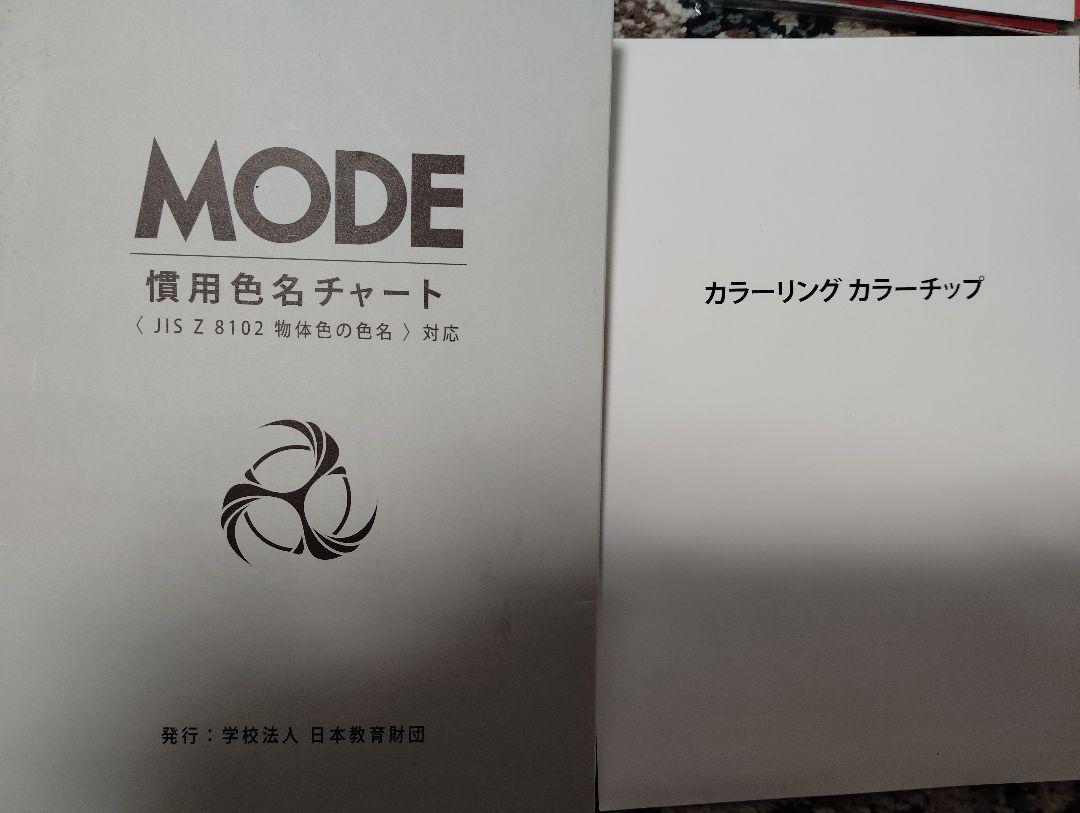 MODE
慣用色名チャート
〈 JIS Z 8102 物体色の色名 〉対応
発行：学校法人 日本教育財団
カラーリング カラーチップ